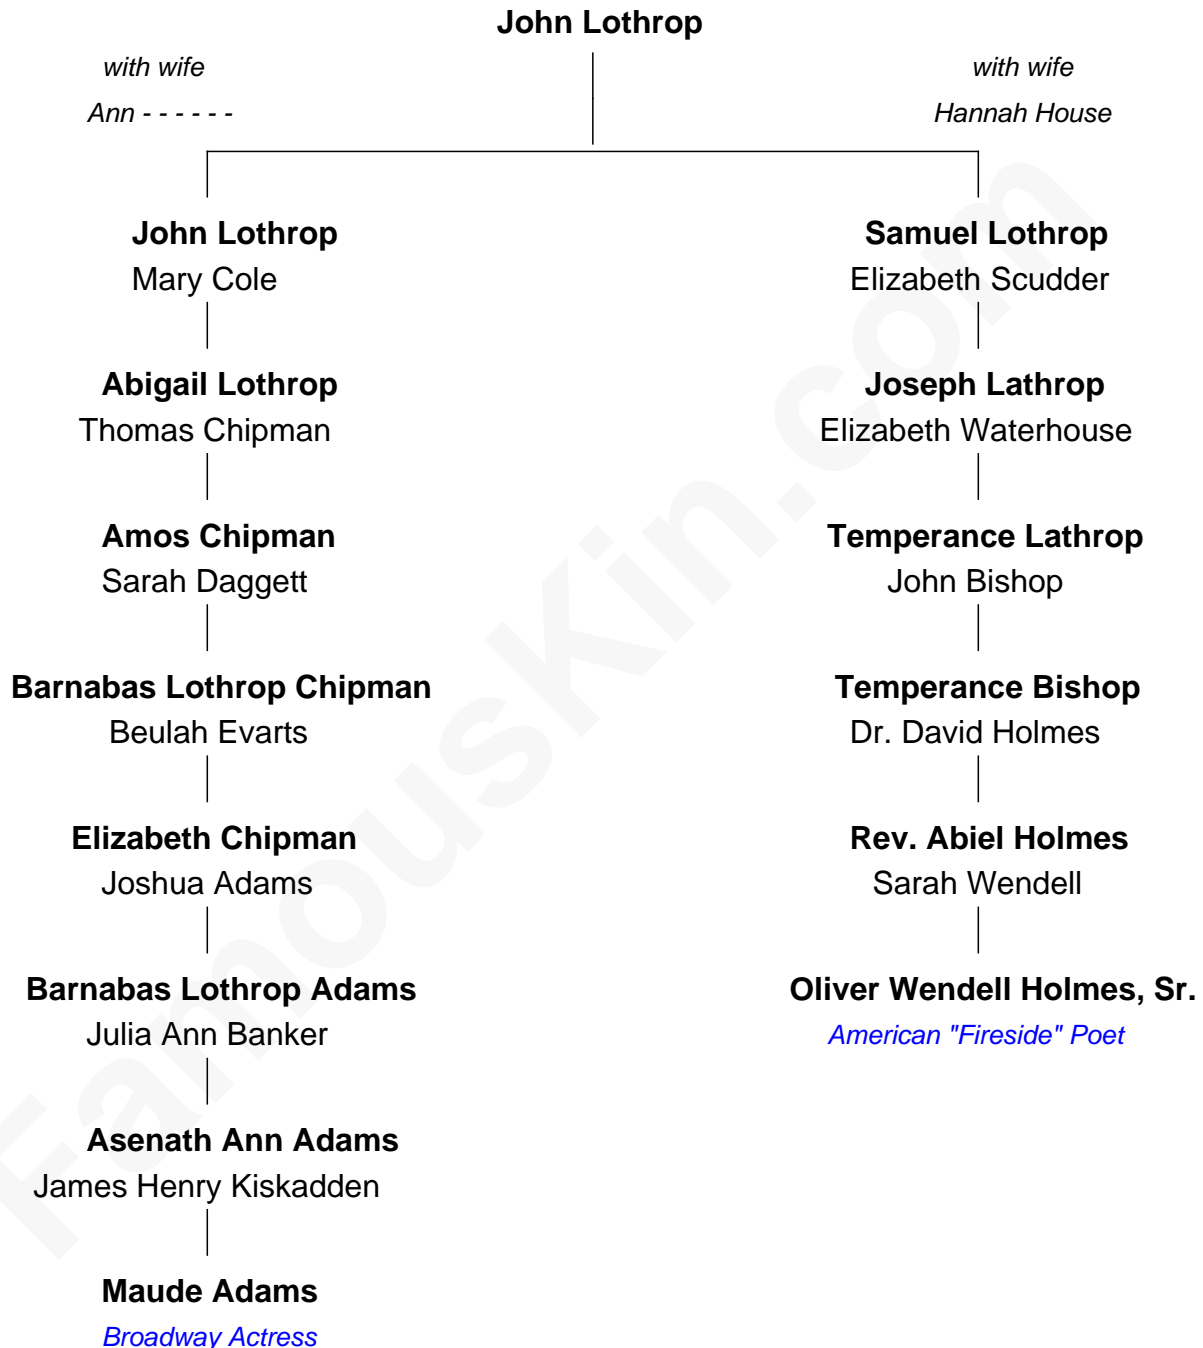 John Lothrop
with wife
Ann - - - - - -
with wife
Hannah House
John Lothrop
Mary Cole
Samuel Lothrop
Elizabeth Scudder
Abigail Lothrop
Thomas Chipman
Joseph Lathrop
Elizabeth Waterhouse
Amos Chipman
Sarah Daggett
Temperance Lathrop
John Bishop
Barnabas Lothrop Chipman
Beulah Evarts
Temperance Bishop
Dr. David Holmes
Elizabeth Chipman
Joshua Adams
Rev. Abiel Holmes
Sarah Wendell
Barnabas Lothrop Adams
Julia Ann Banker
Oliver Wendell Holmes, Sr.
American "Fireside" Poet
Asenath Ann Adams
James Henry Kiskadden
Maude Adams
Broadway Actress
FamousKin.com